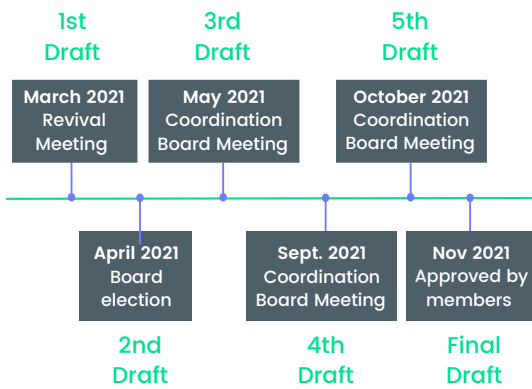 1st
Draft
3rd
Draft
5th
Draft
March 2021
Revival
Meeting
May 2021
Coordination
Board Meeting
October 2021
Coordination
Board Meeting
April 2021
Board
election
Sept. 2021
Coordination
Board Meeting
Nov 2021
Approved by
members
2nd
Draft
4th
Draft
Final
Draft